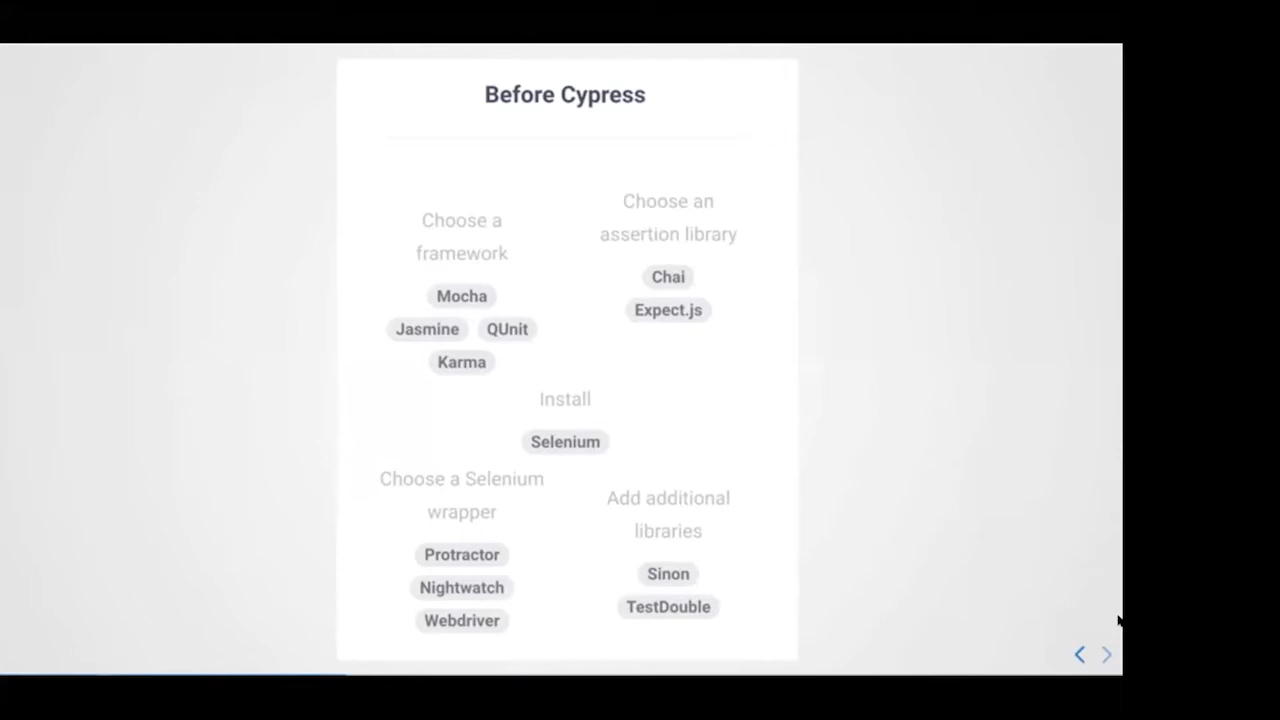 Before Cypress
Choose a
framework
Mocha
Jasmine QUnit
Karma
Choose an
assertion library
Chai
Expect.js
Install
Selenium
Choose a Selenium
wrapper
Protractor
Nightwatch
Webdriver
Add additional
libraries
Sinon
TestDouble